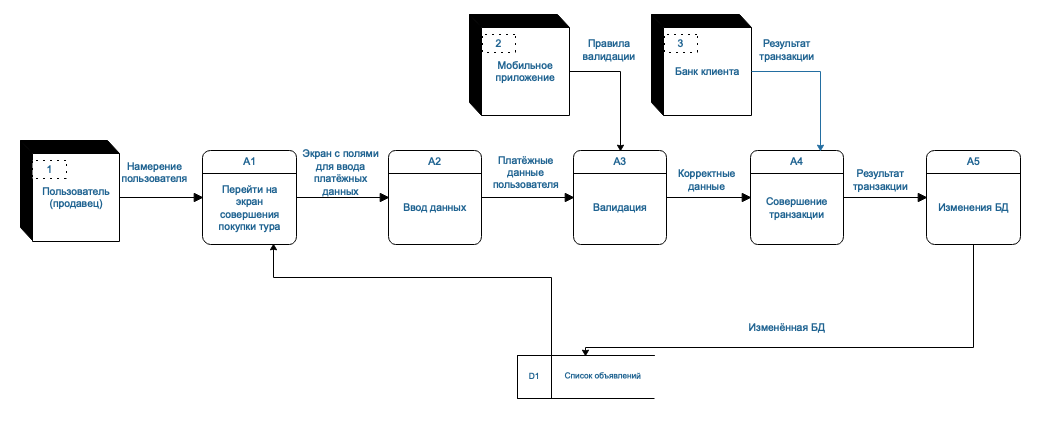 2
Мобильное
приложение
Правила
валидации
3
Банк клиента
Результат
транзакции
1
Пользователь
(продавец)
Намерение
пользователя
A1
Перейти на
экран
совершения
покупки тура
Экран с полями
для ввода
платёжных
данных
A2
Ввод данных
Платёжные
данные
пользователя
A3
Валидация
Корректные
данные
A4
Совершение
транзакции
Результат
транзакции
A5
Изменения БД
Изменённая БД
D1
Список объявлений